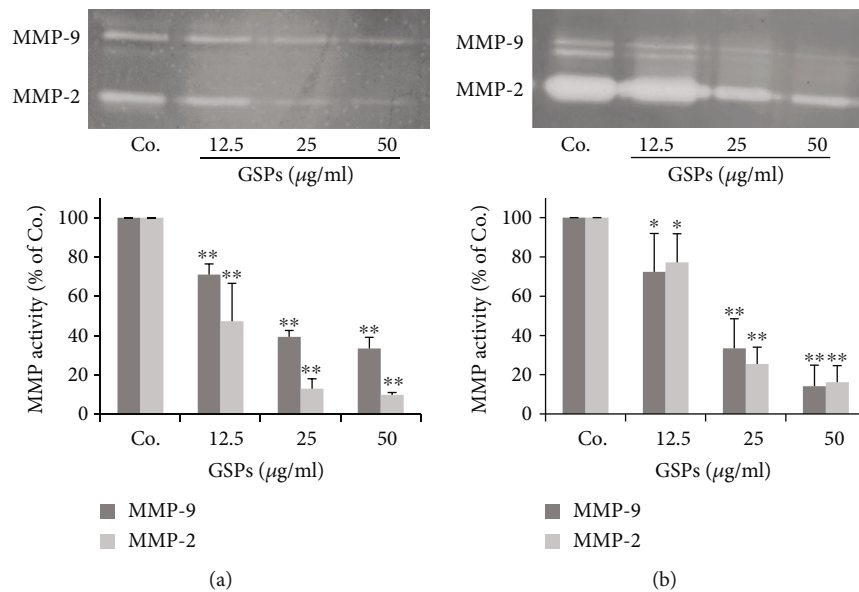 MMP-9
MMP-2
Co. 12.5 25 50
GSPs (μg/ml)
MMP activity (% of Co.)
100
80
60
40
20
0
** ** ** ** ** **
Co. 12.5 25 50
GSPs (μg/ml)
MMP-9
MMP-2
(a)
MMP-9
MMP-2
Co. 12.5 25 50
GSPs (μg/ml)
MMP activity (% of Co.)
100
80
60
40
20
0
* * ** ** ** **
Co. 12.5 25 50
GSPs (μg/ml)
MMP-9
MMP-2
(b)